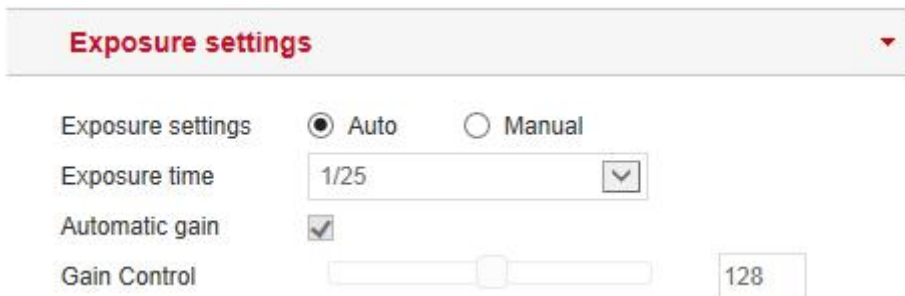 Exposure settings
Exposure settings Auto Manual
Exposure time 1/25
Automatic gain
Gain Control 128